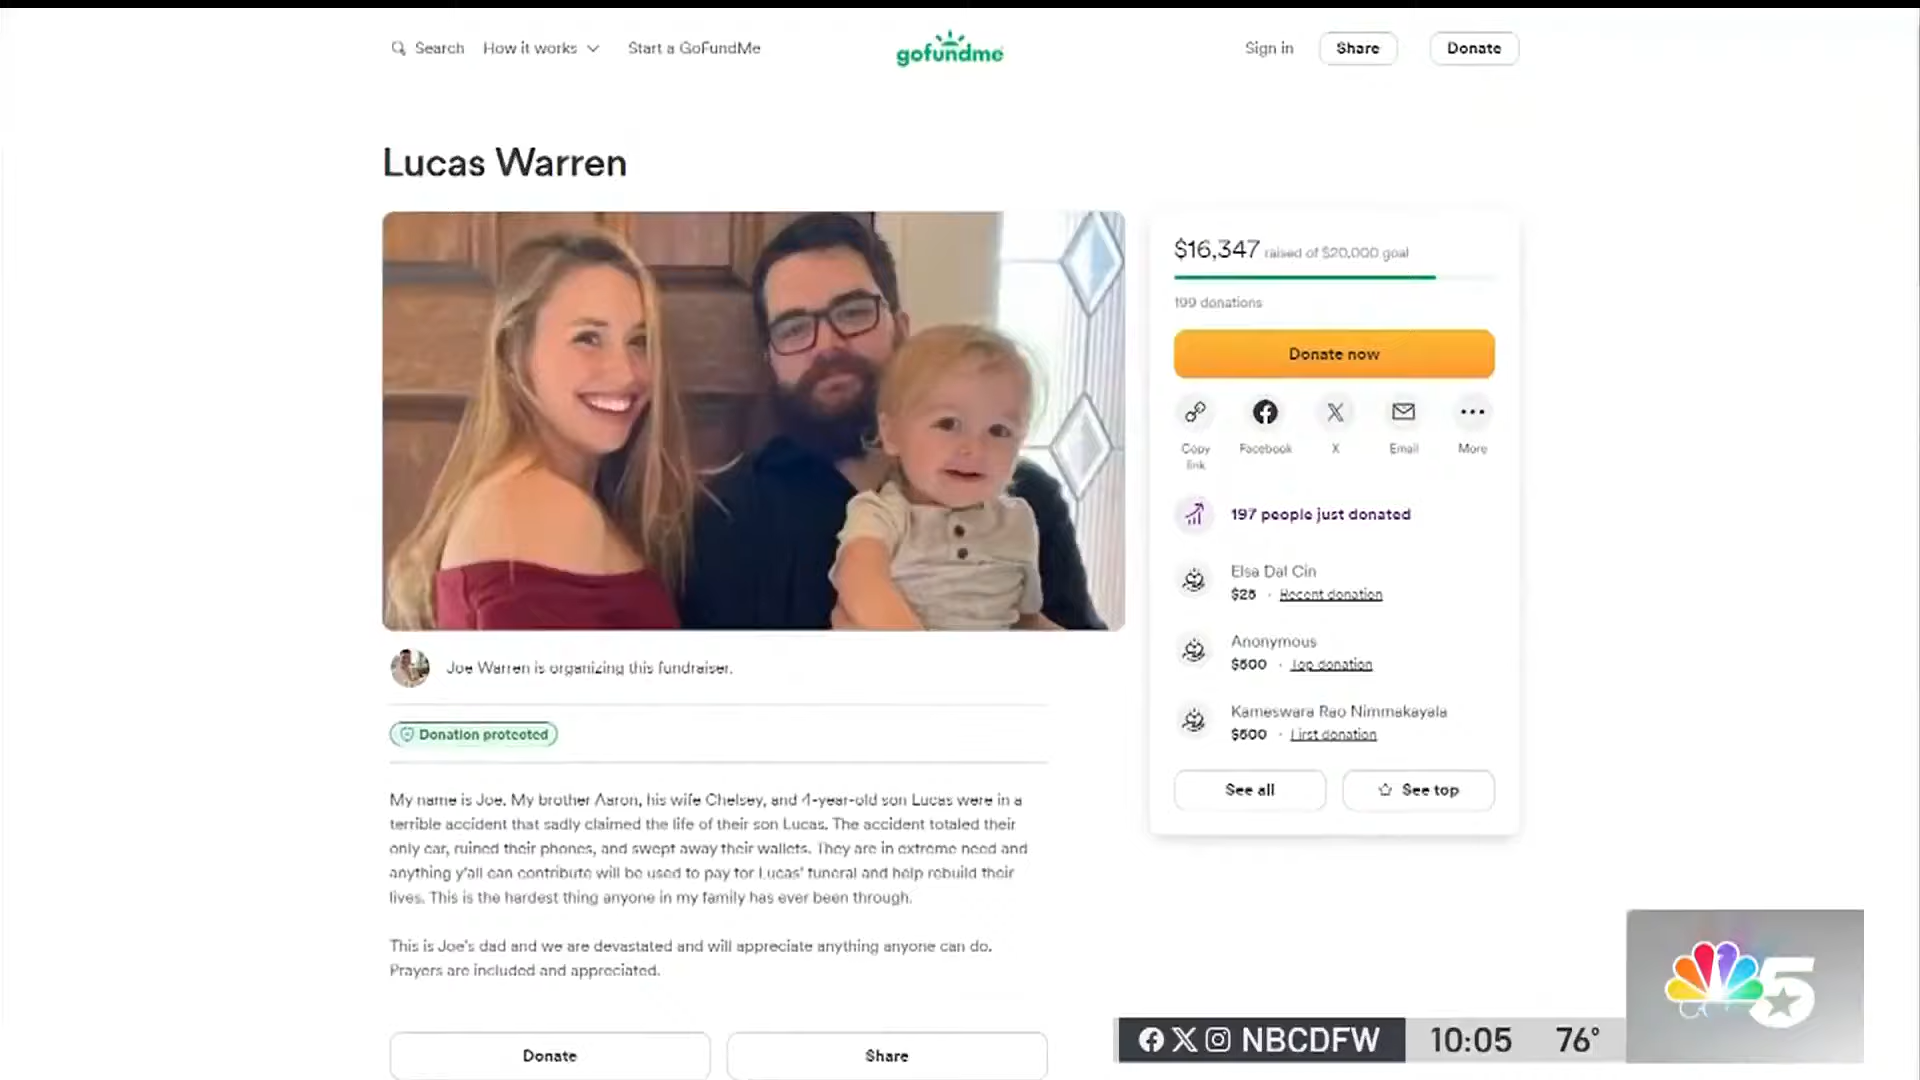 Search
How it works
Start a GoFundMe
gofundme
Sign in
Share
Donate
Lucas Warren
$16,347 raised of $20,000 goal
199 donations
Donate now
Copy link
Facebook
X
Email
More
197 people just donated
Elsa Dal Cin
$25 · Recent donation
Anonymous
$500 · Top donation
Kameswara Rao Nimmakayala
$500 · First donation
See all
See top
Joe Warren is organizing this fundraiser.
Donation protected
My name is Joe. My brother Aaron, his wife Chelsey, and 4-year-old son Lucas were in a
terrible accident that sadly claimed the life of their son Lucas. The accident totaled their
only car, ruined their phones, and swept away their wallets. They are in extreme need and
anything y'all can contribute will be used to pay for Lucas' funeral and help rebuild their
lives. This is the hardest thing anyone in my family has ever been through.
This is Joe's dad and we are devastated and will appreciate anything anyone can do.
Prayers are included and appreciated.
Donate
Share
NBCDFW
10:05
76°
5